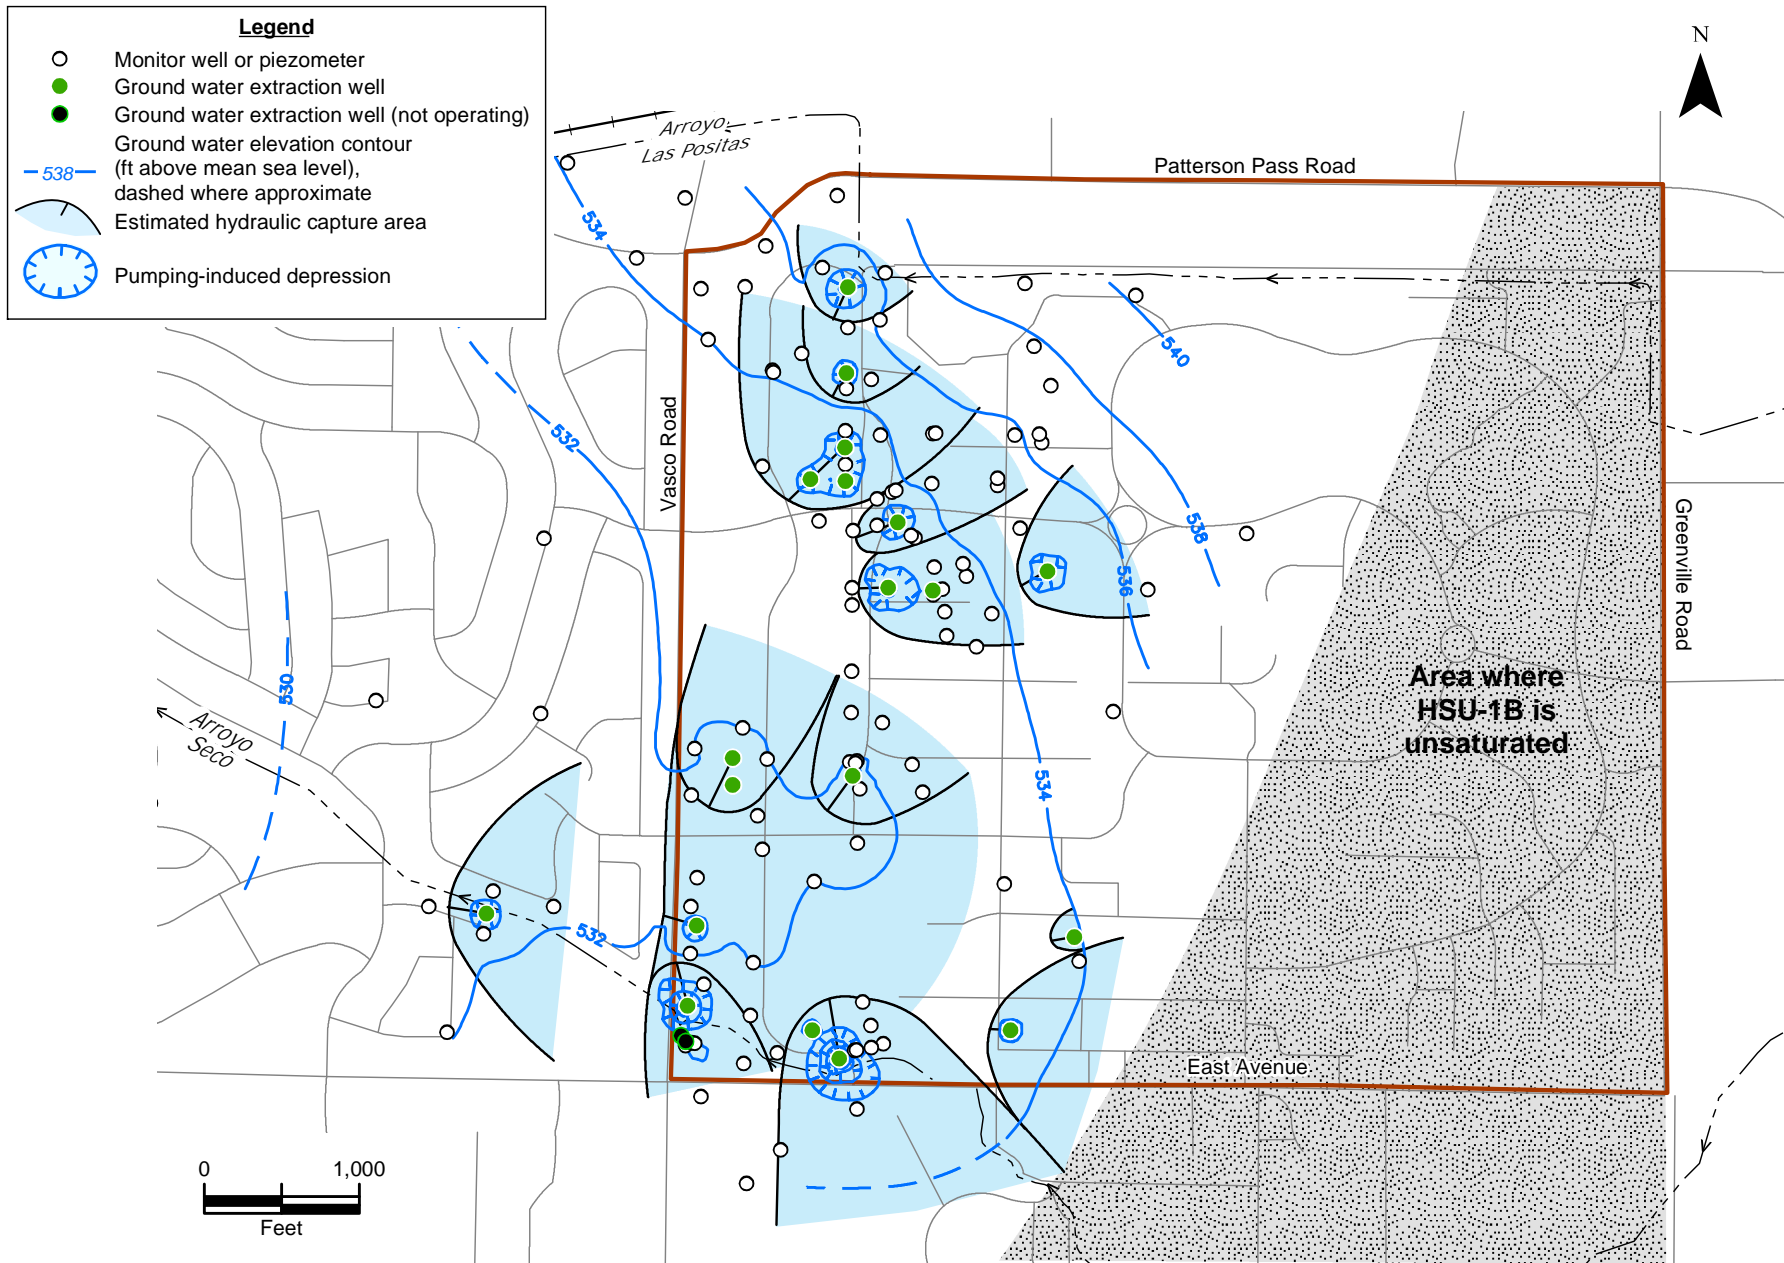 Legend
Monitor well or piezometer
Ground water extraction well
Ground water extraction well (not operating)
Ground water elevation contour
(ft above mean sea level),
dashed where approximate
538
Estimated hydraulic capture area
Pumping-induced depression
N
Arroyo
Las Positas
Patterson Pass Road
534
540
532
Vasco Road
538
536
Greenville Road
530
Arroyo
Seco
Area where
HSU-1B is
unsaturated
534
532
East Avenue
0 1,000
Feet